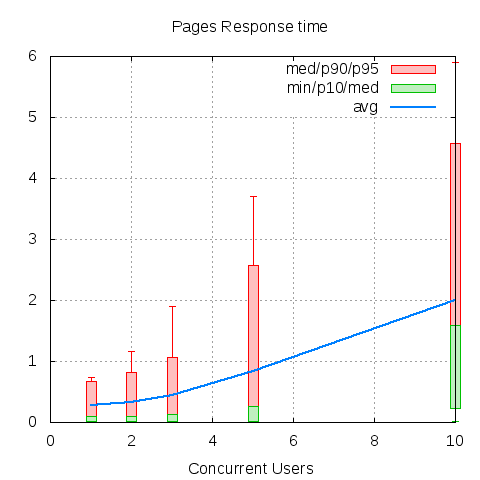 Pages Response time
6
5
4
3
2
1
0
med/p90/p95
min/p10/med
avg
0 2 4 6 8 10
Concurrent Users